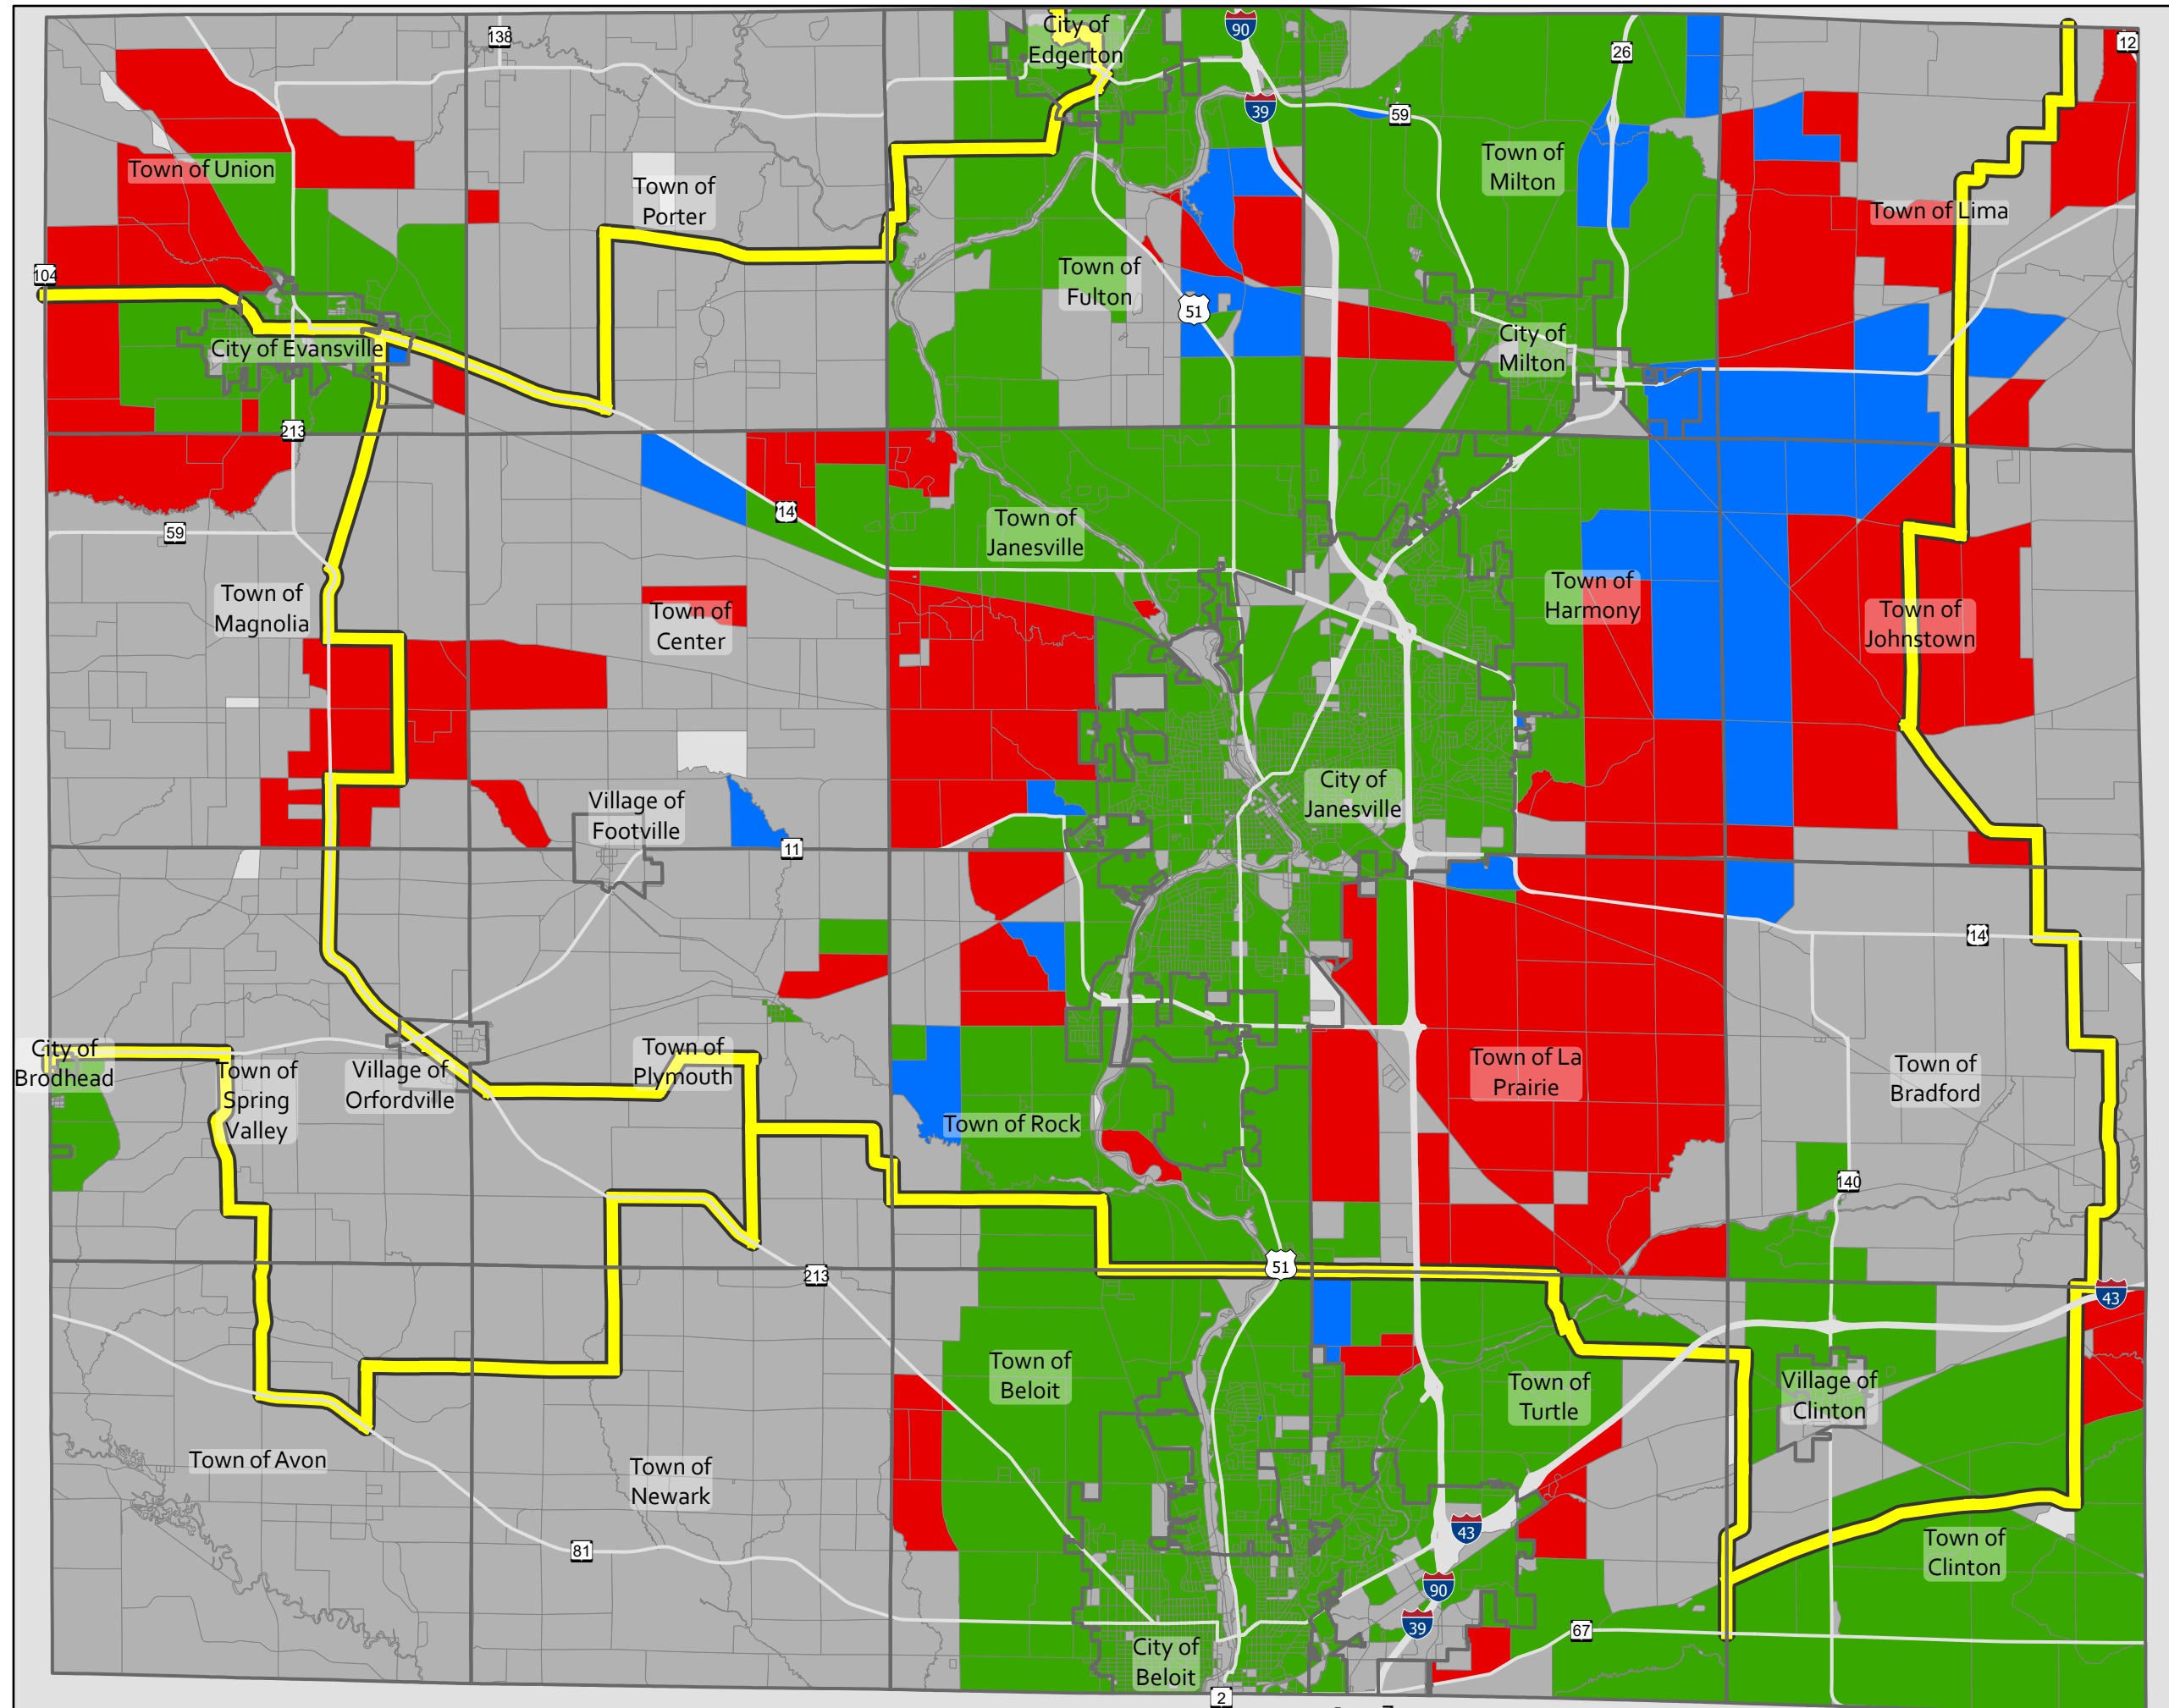 City of
Edgerton
90
138
26
12
39
59
Town of Union
Town of
Porter
Town of
Milton
Town of Lima
104
Town of
Fulton
51
City of Evansville
City of
Milton
213
14
59
Town of
Janesville
Town of
Magnolia
Town of
Center
Town of
Harmony
Town of
Johnstown
Village of
Footville
City of
Janesville
11
14
City of
Brodhead
Town of
Spring
Valley
Village of
Orfordville
Town of
Plymouth
Town of La
Prairie
Town of
Bradford
Town of Rock
140
213
51
43
Town of
Beloit
Town of
Turtle
Village of
Clinton
Town of Avon
Town of
Newark
43
81
Town of
Clinton
90
39
67
City of
Beloit
2